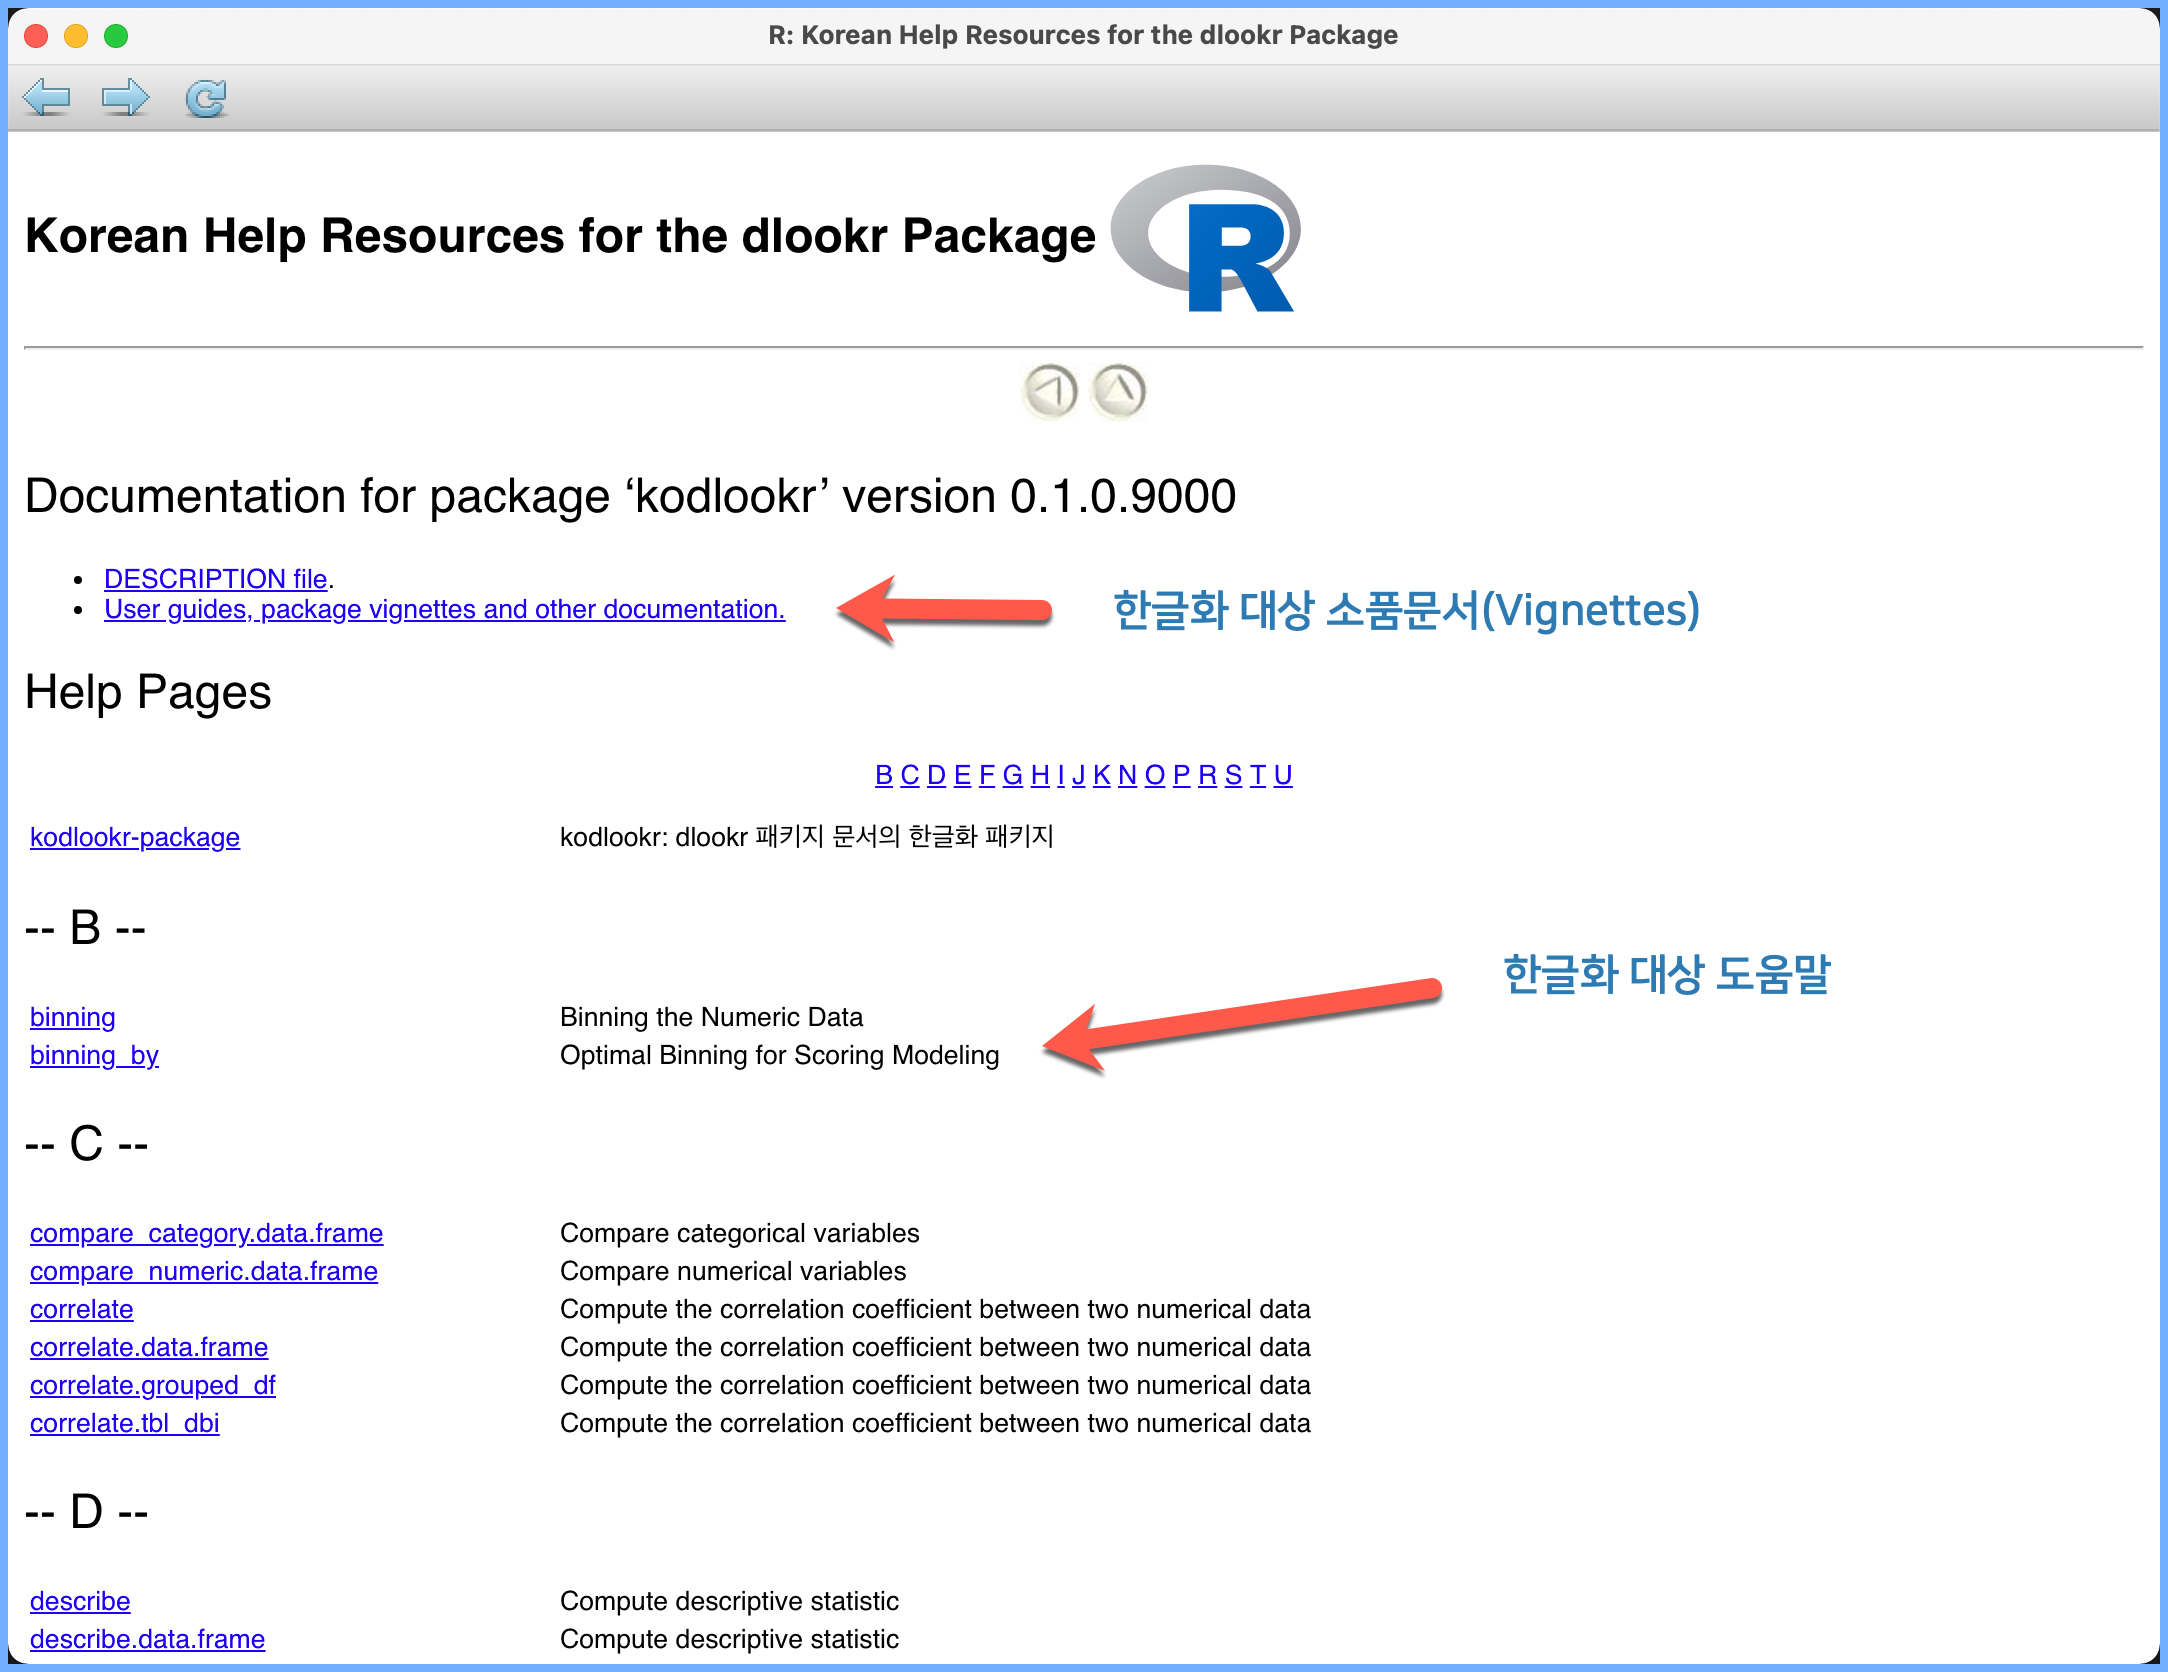 R: Korean Help Resources for the dlookr Package
Korean Help Resources for the dlookr Package
R
Documentation for package ‘kodlookr’ version 0.1.0.9000
DESCRIPTION file.
User guides, package vignettes and other documentation.
한글화 대상 소품문서(Vignettes)
Help Pages
B C D E F G H I J K N O P R S T U
kodlookr-package kodlookr: dlookr 패키지 문서의 한글화 패키지
-- B --
한글화 대상 도움말
binning Binning the Numeric Data
binning_by Optimal Binning for Scoring Modeling
-- C --
compare_category.data.frame Compare categorical variables
compare_numeric.data.frame Compare numerical variables
correlate Compute the correlation coefficient between two numerical data
correlate.data.frame Compute the correlation coefficient between two numerical data
correlate.grouped_df Compute the correlation coefficient between two numerical data
correlate.tbl_dbi Compute the correlation coefficient between two numerical data
-- D --
describe Compute descriptive statistic
describe.data.frame Compute descriptive statistic